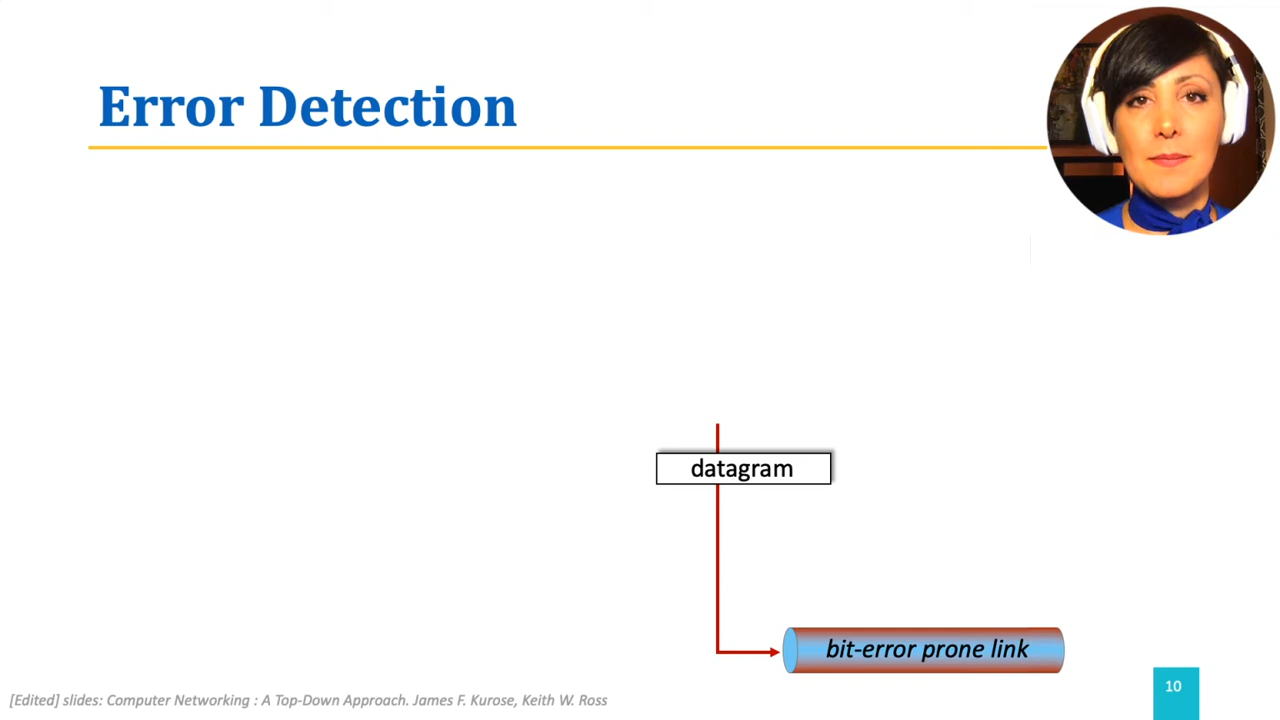 Error Detection
datagram
bit-error prone link
10
[Edited] slides: Computer Networking : A Top-Down Approach. James F. Kurose, Keith W. Ross